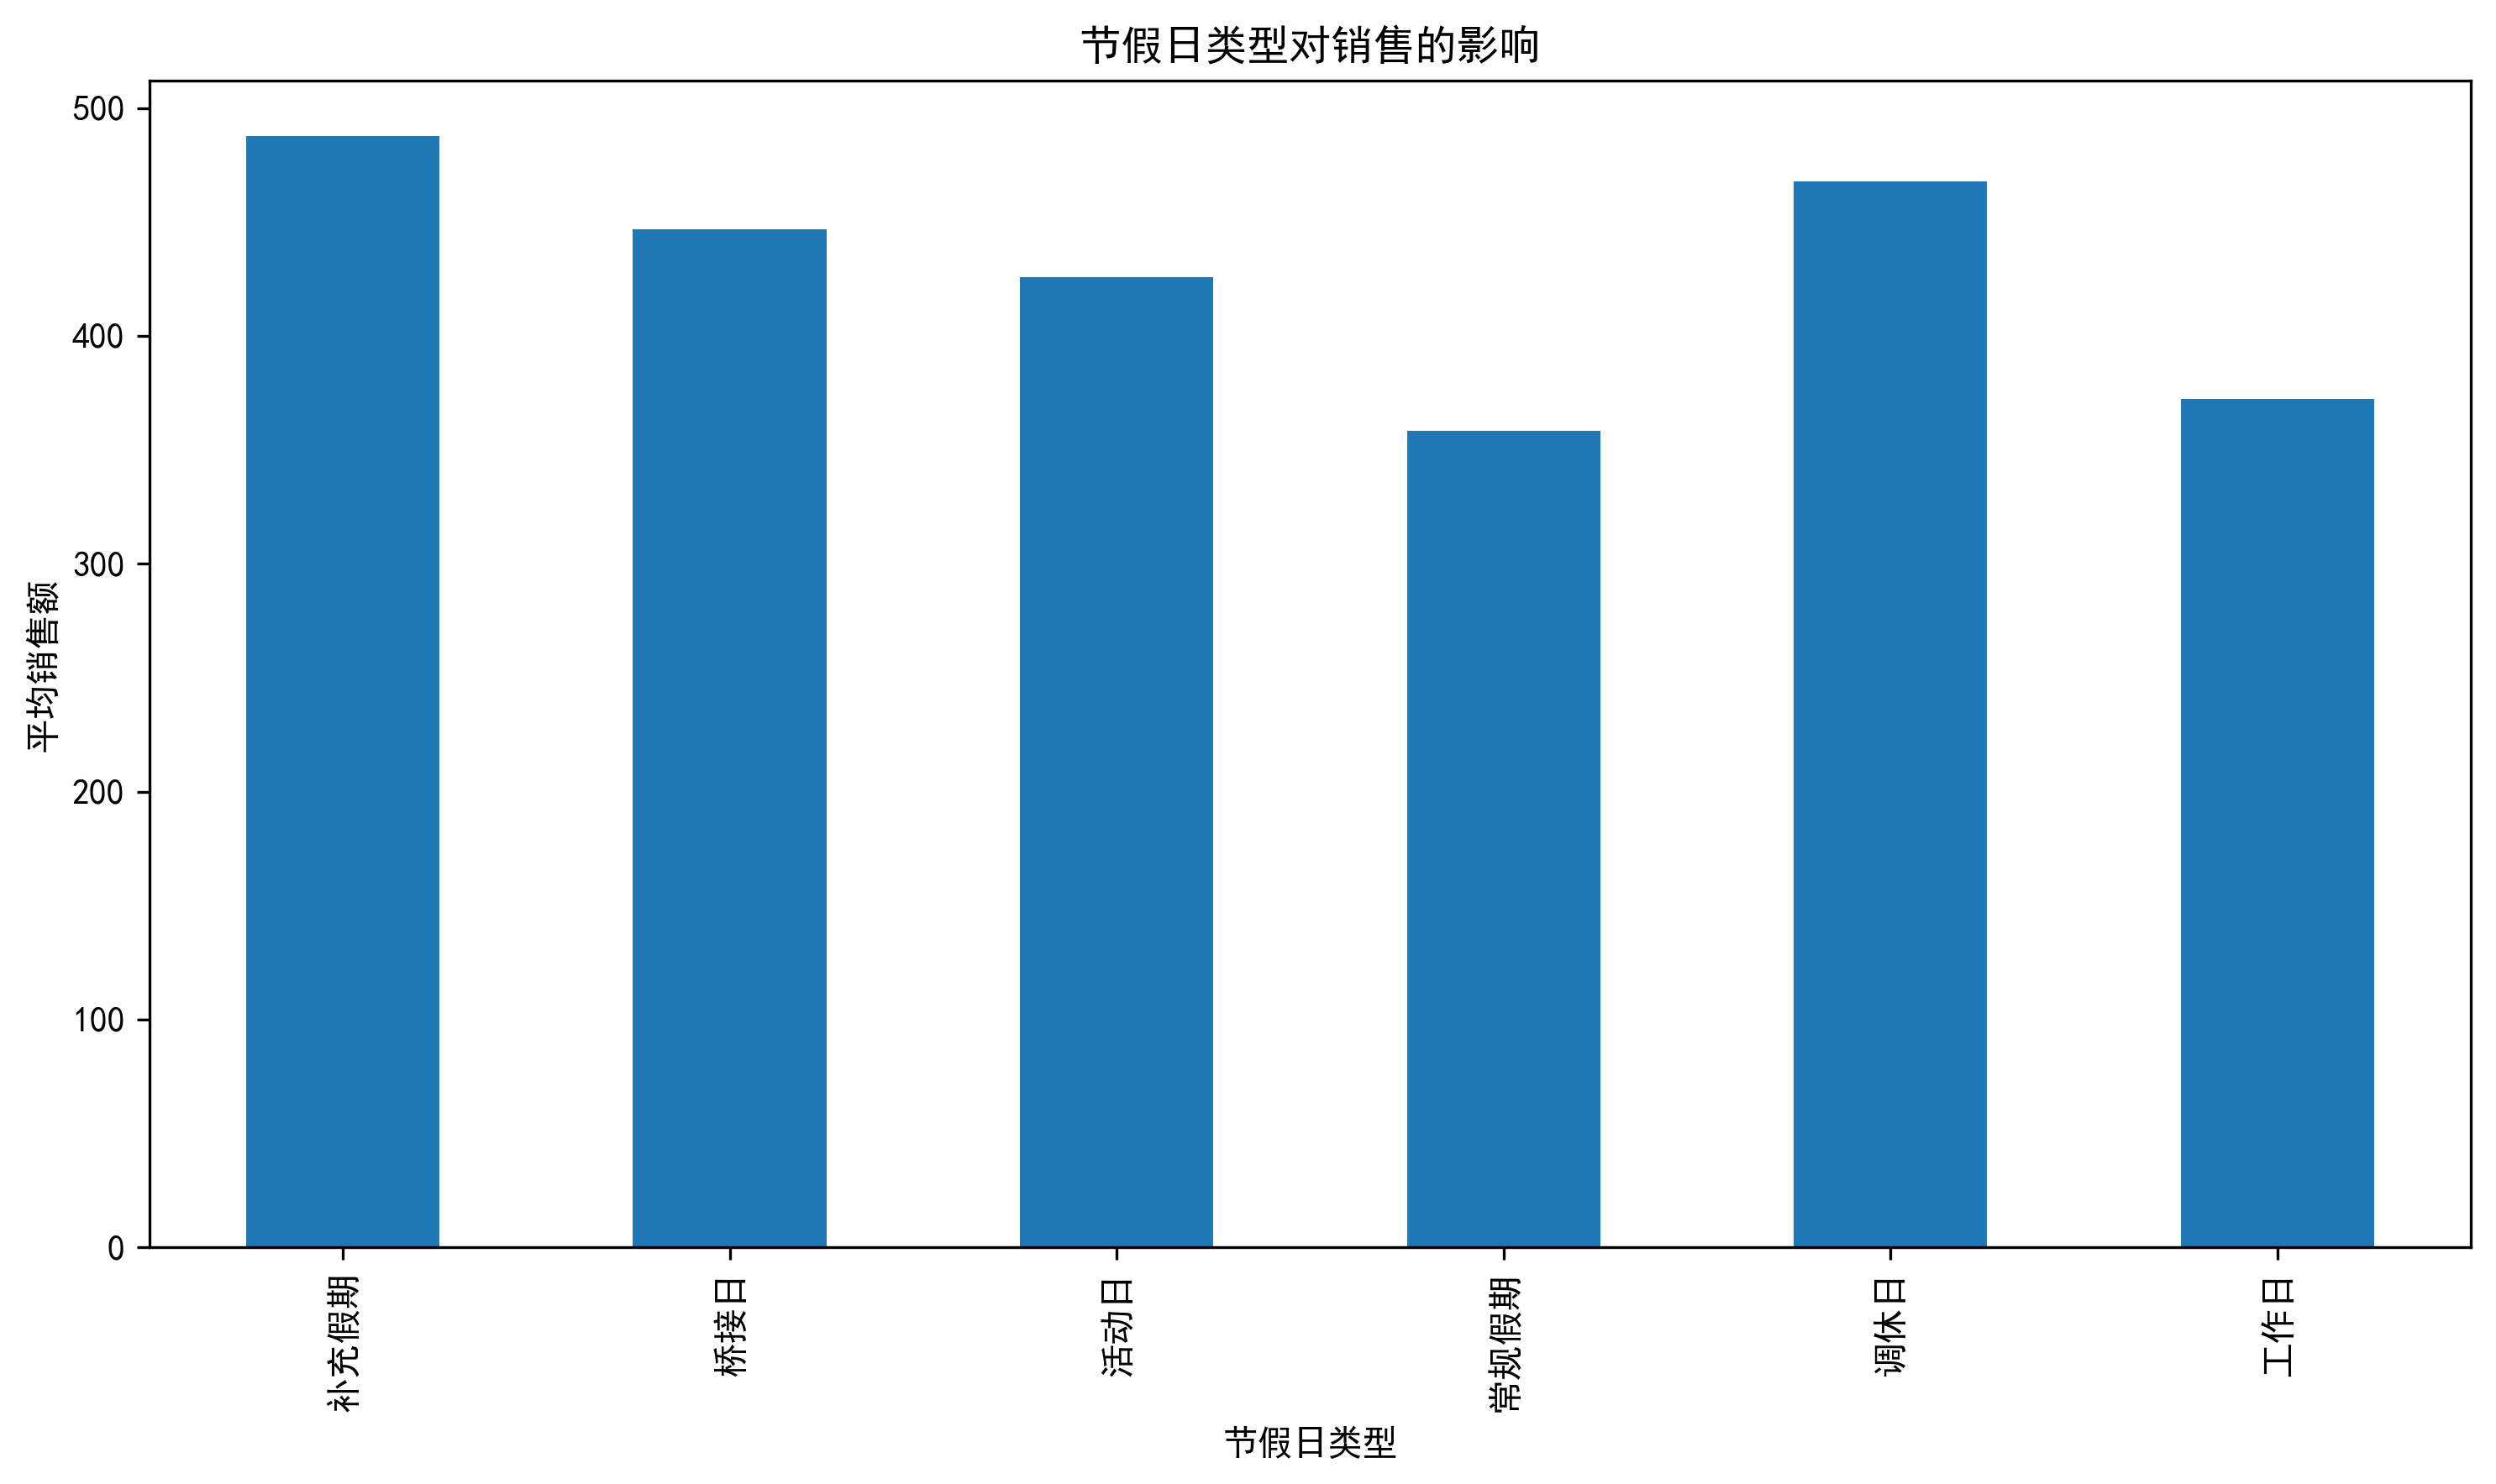 节假日类型对销售的影响
平均销售额
500
400
300
200
100
0
补充假期
桥接日
活动日
常规假期
调休日
工作日
节假日类型